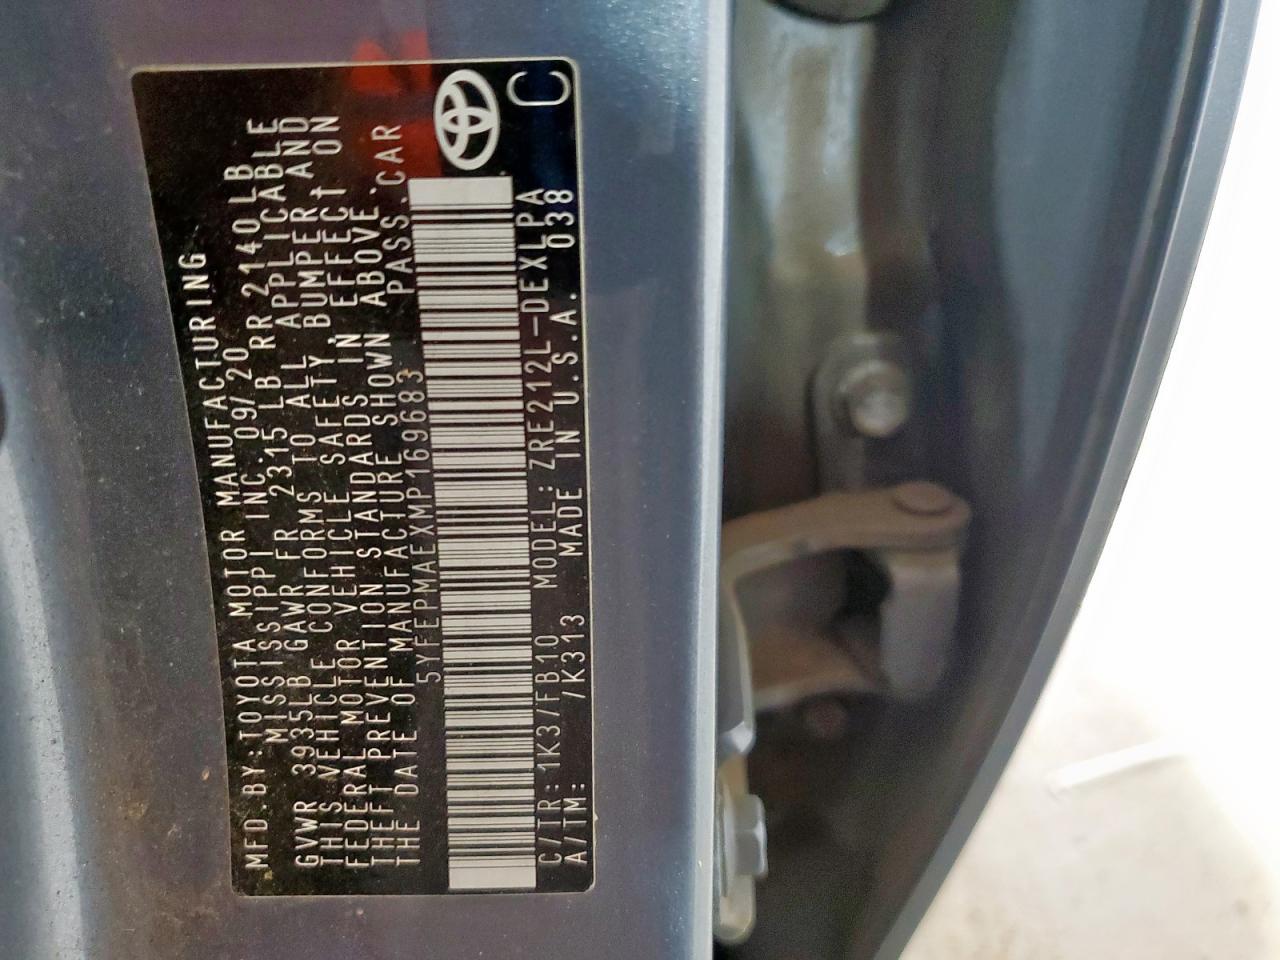 MFD.BY:TOYOTA MOTOR MANUFACTURING
MISSISSIPPI INC. 09/20
GVWR 3935LB GAWR FR 2315 LB RR 2140 LB
THIS VEHICLE CONFORMS TO ALL APPLICABLE
FEDERAL MOTOR VEHICLE SAFETY, BUMPER AND
THEFT PREVENTION STANDARDS IN EFFECT ON
THE DATE OF MANUFACTURE SHOWN ABOVE.
5YFEPMAEXMP169683 PASS.CAR
C/TR: 1K3/FB10 MODEL: ZRE212L-DEXLPA
A/TM: /K313 MADE IN U.S.A. 038
C